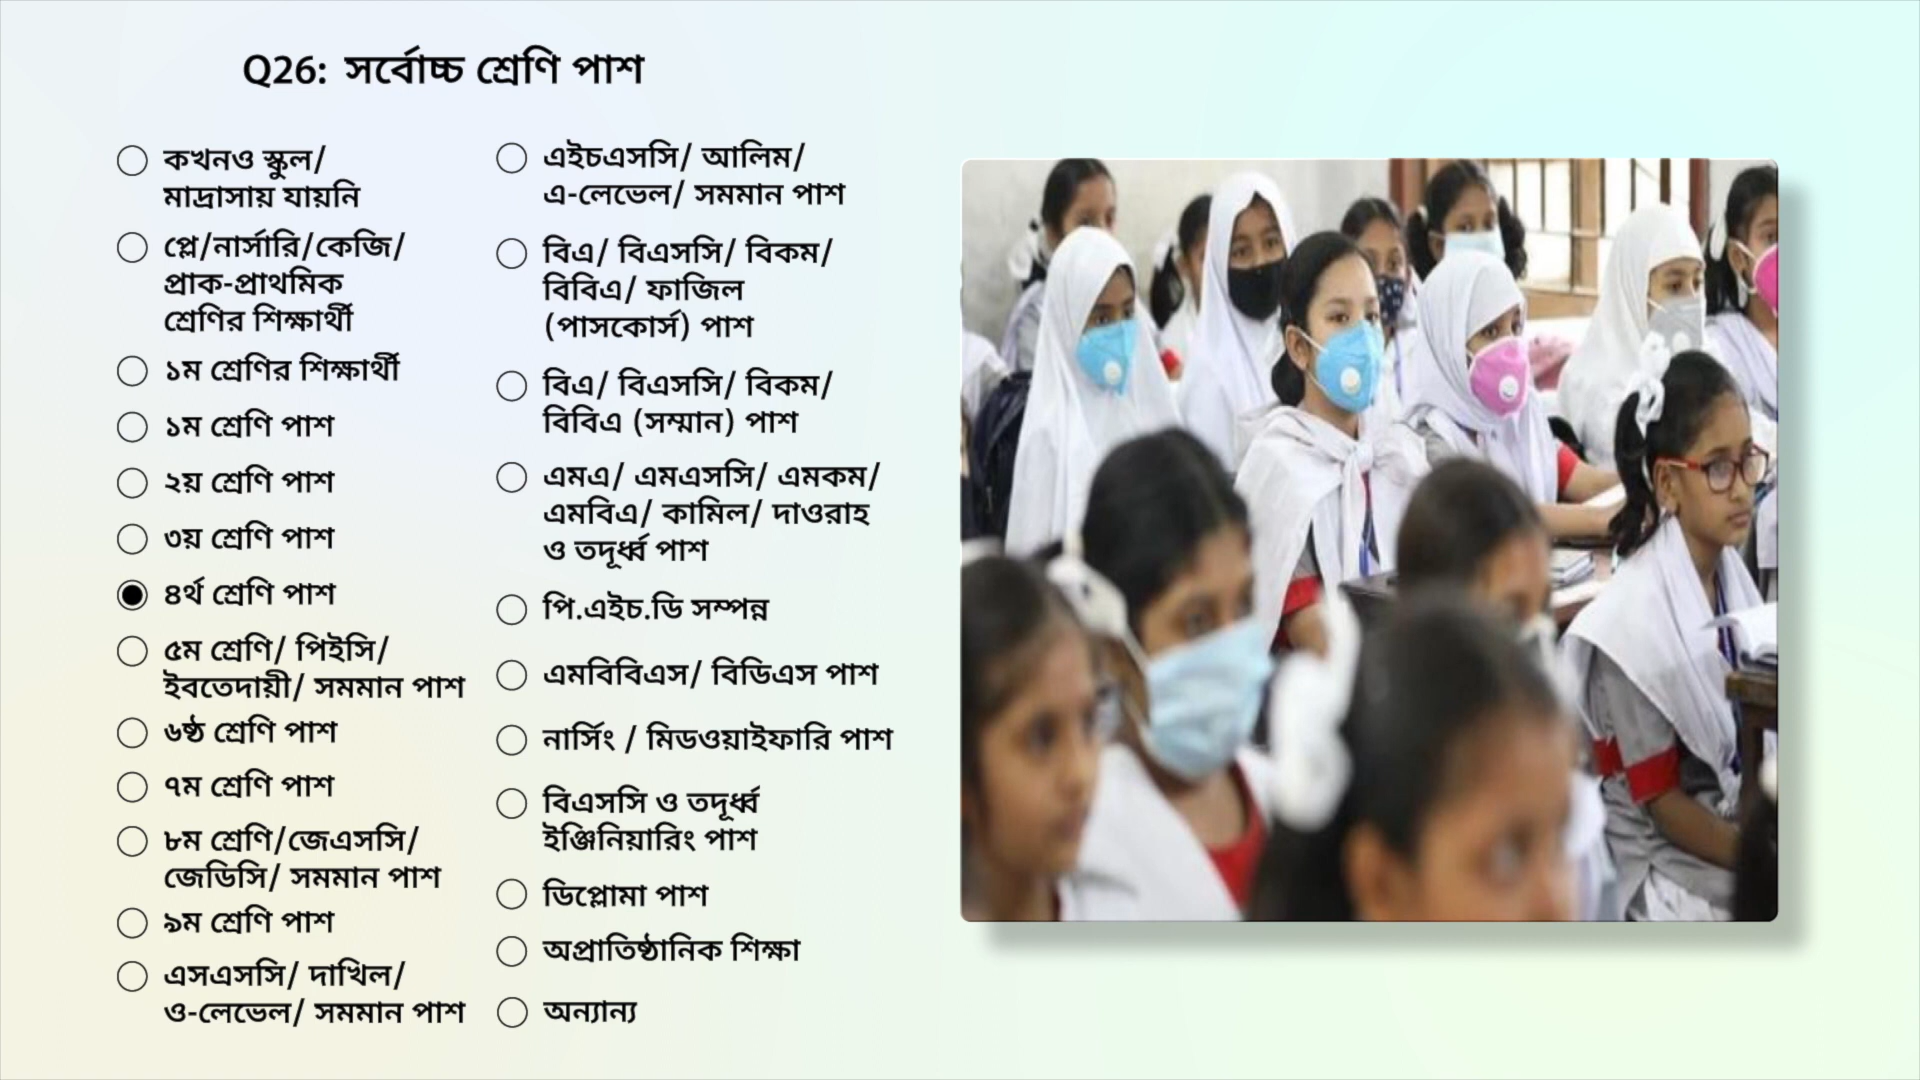 Q26: সর্বোচ্চ শ্রেণি পাশ
কখনও স্কুল/
মাদ্রাসায় যায়নি
প্লে/নার্সারি/কেজি/
প্রাক-প্রাথমিক
শ্রেণির শিক্ষার্থী
১ম শ্রেণির শিক্ষার্থী
১ম শ্রেণি পাশ
২য় শ্রেণি পাশ
৩য় শ্রেণি পাশ
৪র্থ শ্রেণি পাশ
৫ম শ্রেণি/ পিইসি/
ইবতেদায়ী/ সমমান পাশ
৬ষ্ঠ শ্রেণি পাশ
৭ম শ্রেণি পাশ
৮ম শ্রেণি/জেএসসি/
জেডিসি/ সমমান পাশ
৯ম শ্রেণি পাশ
এসএসসি/ দাখিল/
ও-লেভেল/ সমমান পাশ
এইচএসসি/ আলিম/
এ-লেভেল/ সমমান পাশ
বিএ/ বিএসসি/ বিকম/
বিবিএ/ ফাজিল
(পাসকোর্স) পাশ
বিএ/ বিএসসি/ বিকম/
বিবিএ (সম্মান) পাশ
এমএ/ এমএসসি/ এমকম/
এমবিএ/ কামিল/ দাওরাহ
ও তদূর্ধ্ব পাশ
পি.এইচ.ডি সম্পন্ন
এমবিবিএস/ বিডিএস পাশ
নার্সিং / মিডওয়াইফারি পাশ
বিএসসি ও তদূর্ধ্ব
ইঞ্জিনিয়ারিং পাশ
ডিপ্লোমা পাশ
অপ্রাতিষ্ঠানিক শিক্ষা
অন্যান্য